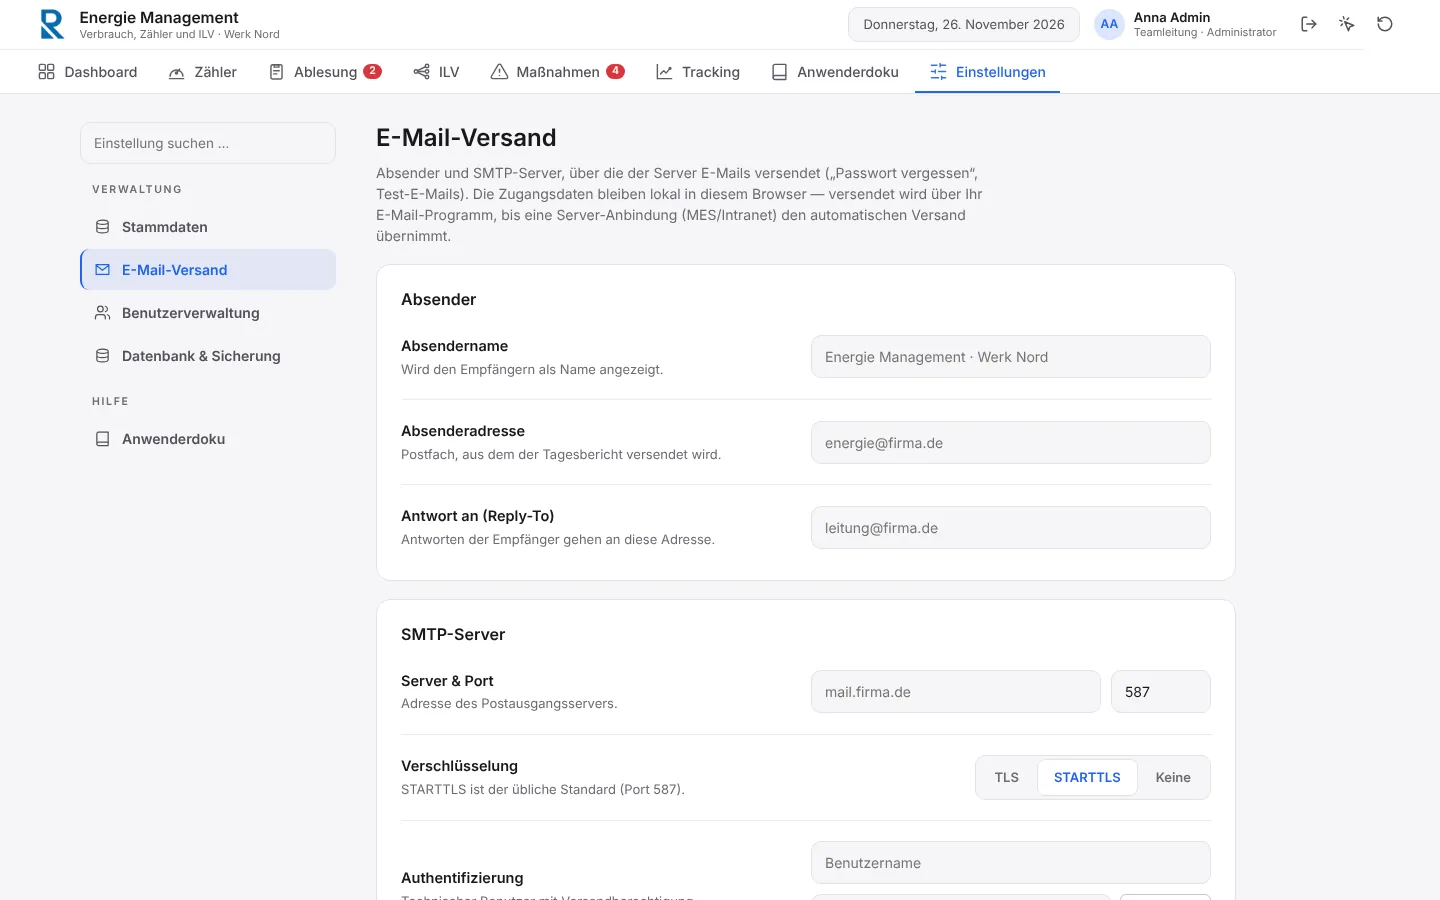 Energie Management
Verbrauch, Zähler und ILV · Werk Nord
Donnerstag, 26. November 2026
AA
Anna Admin
Teamleitung · Administrator
Dashboard
Zähler
Ablesung 2
ILV
Maßnahmen 4
Tracking
Anwenderdoku
Einstellungen
Einstellung suchen ...
VERWALTUNG
Stammdaten
E-Mail-Versand
Benutzerverwaltung
Datenbank & Sicherung
HILFE
Anwenderdoku
E-Mail-Versand
Absender und SMTP-Server, über die der Server E-Mails versendet („Passwort vergessen“,
Test-E-Mails). Die Zugangsdaten bleiben lokal in diesem Browser — versendet wird über Ihr
E-Mail-Programm, bis eine Server-Anbindung (MES/Intranet) den automatischen Versand
übernimmt.
Absender
Absendername
Wird den Empfängern als Name angezeigt.
Energie Management · Werk Nord
Absenderadresse
Postfach, aus dem der Tagesbericht versendet wird.
energie@firma.de
Antwort an (Reply-To)
Antworten der Empfänger gehen an diese Adresse.
leitung@firma.de
SMTP-Server
Server & Port
Adresse des Postausgangsservers.
mail.firma.de
587
Verschlüsselung
STARTTLS ist der übliche Standard (Port 587).
TLS
STARTTLS
Keine
Authentifizierung
Technischer Benutzer mit Versandberechtigung.
Benutzername